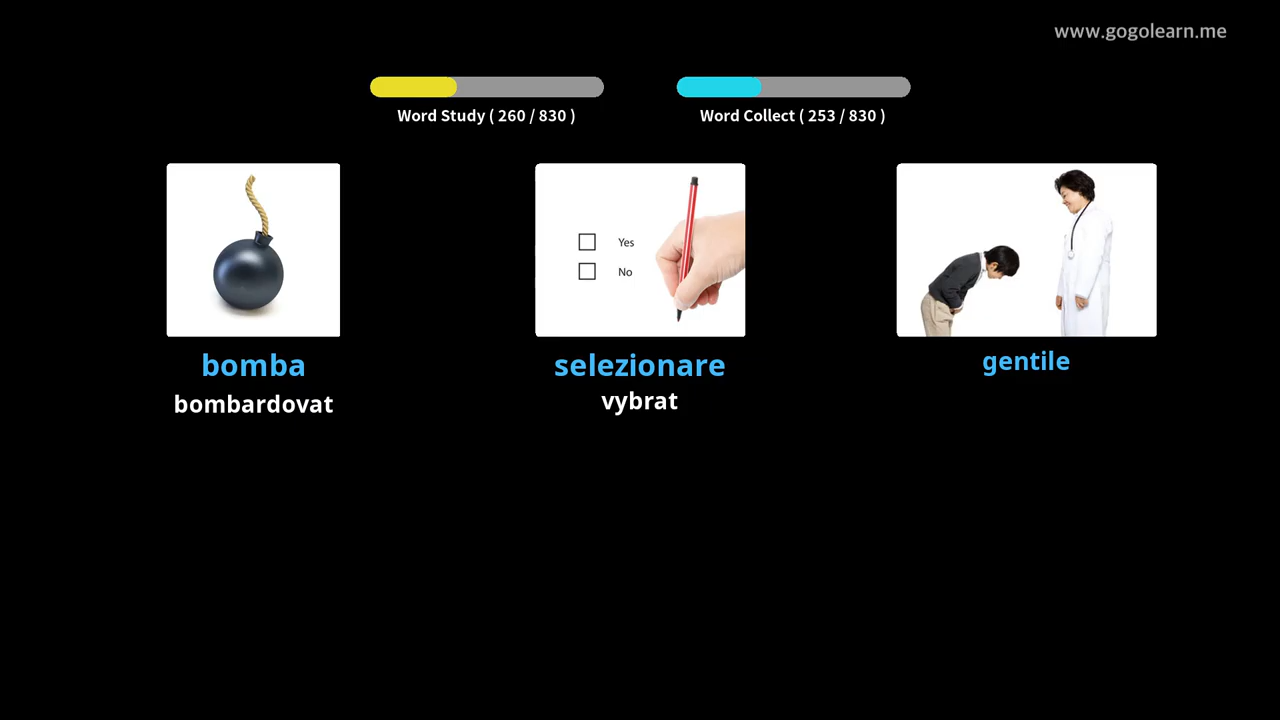 www.gogolearn.me
Word Study ( 260 / 830 )
Word Collect ( 253 / 830 )
Yes
No
bomba
selezionare
gentile
bombardovat
vybrat